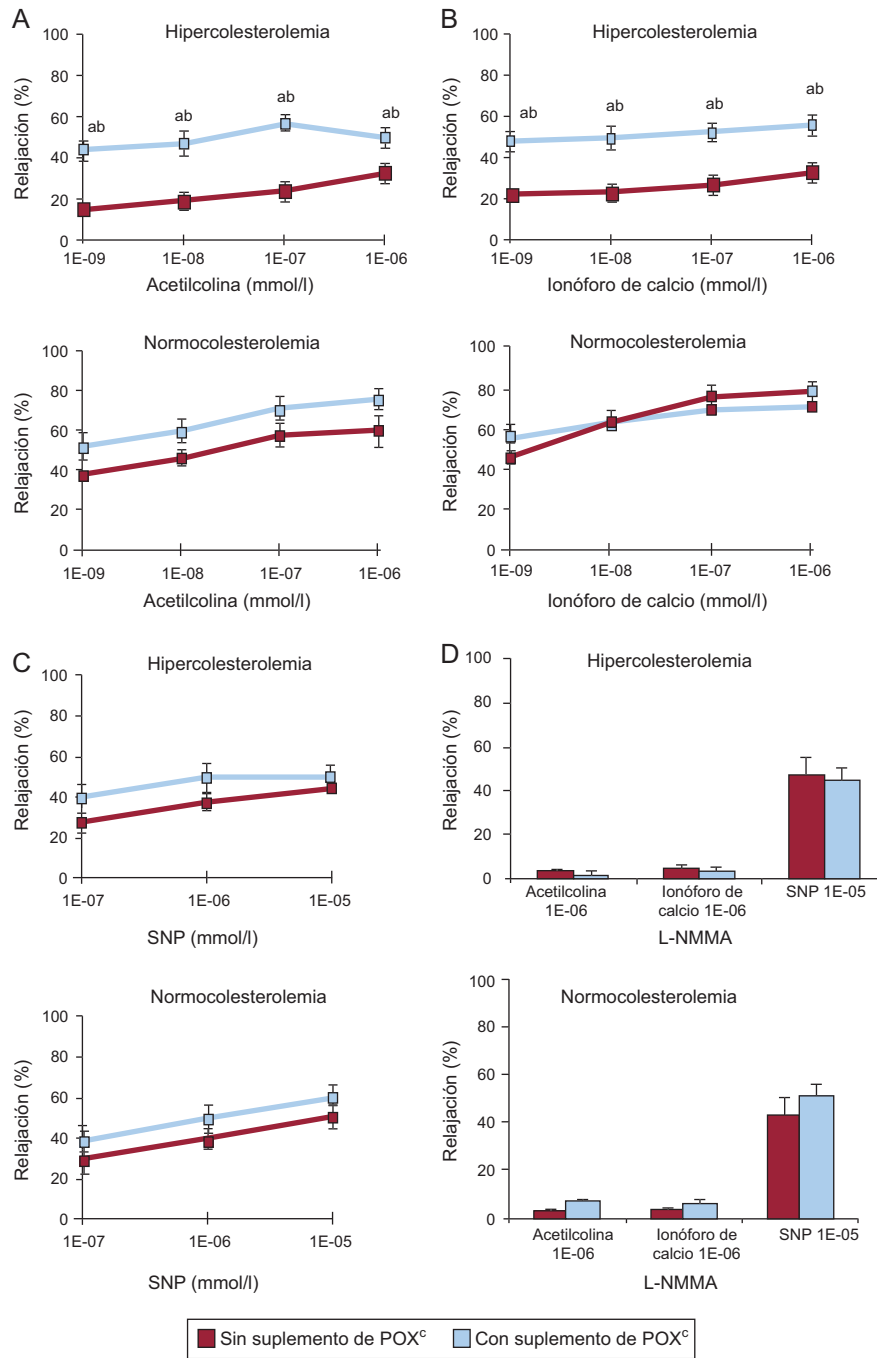 A
Hipercolesterolemia
Relajación (%)
100
80
60
40
20
0
ab
ab
ab
ab
1E-09
1E-08
1E-07
1E-06
Acetilcolina (mmol/l)
Normocolesterolemia
Relajación (%)
100
80
60
40
20
0
1E-09
1E-08
1E-07
1E-06
Acetilcolina (mmol/l)
B
Hipercolesterolemia
Relajación (%)
100
80
60
40
20
0
ab
ab
ab
ab
1E-09
1E-08
1E-07
1E-06
Ionóforo de calcio (mmol/l)
Normocolesterolemia
Relajación (%)
100
80
60
40
20
0
1E-09
1E-08
1E-07
1E-06
Ionóforo de calcio (mmol/l)
C
Hipercolesterolemia
Relajación (%)
100
80
60
40
20
0
1E-07
1E-06
1E-05
SNP (mmol/l)
Normocolesterolemia
Relajación (%)
100
80
60
40
20
0
1E-07
1E-06
1E-05
SNP (mmol/l)
D
Hipercolesterolemia
Relajación (%)
100
80
60
40
20
0
Acetilcolina
1E-06
Ionóforo de
calcio 1E-06
SNP 1E-05
L-NMMA
Normocolesterolemia
Relajación (%)
100
80
60
40
20
0
Acetilcolina
1E-06
Ionóforo de
calcio 1E-06
SNP 1E-05
L-NMMA
Sin suplemento de POXᶜ
Con suplemento de POXᶜ